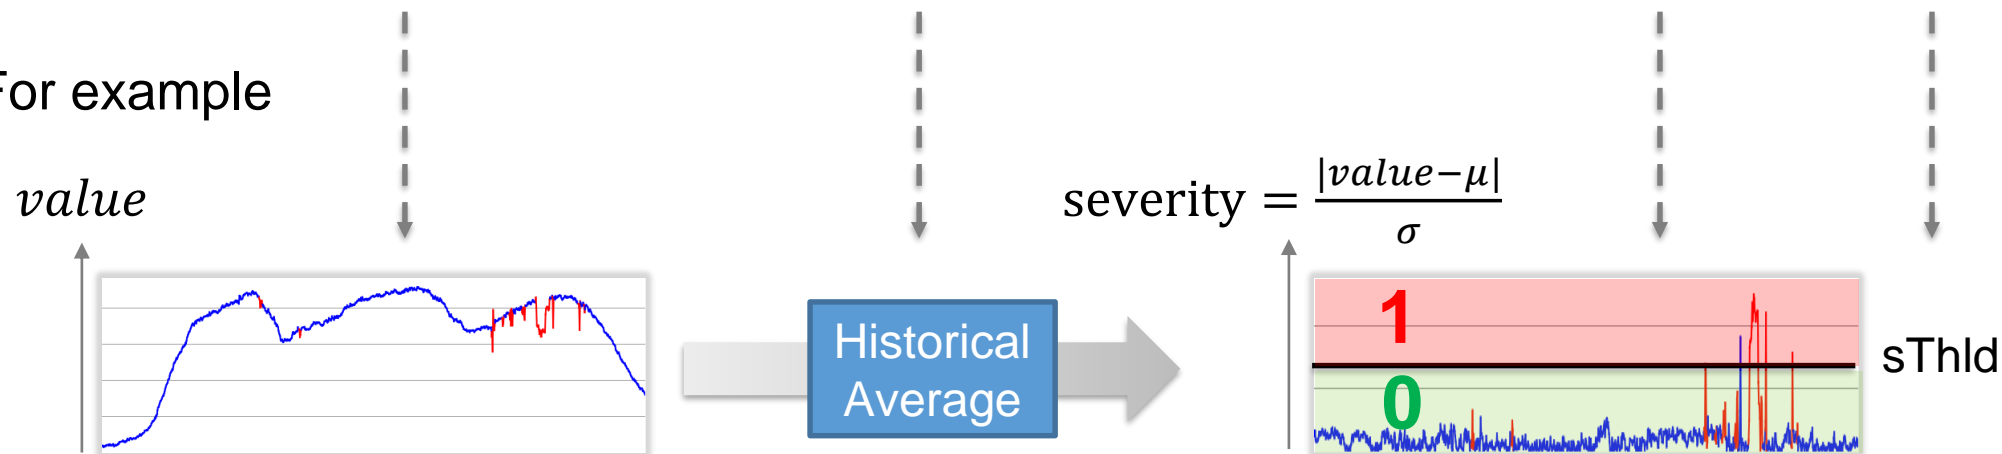 For example
value
severity = |value−μ| / σ
Historical
Average
1
0
sThld